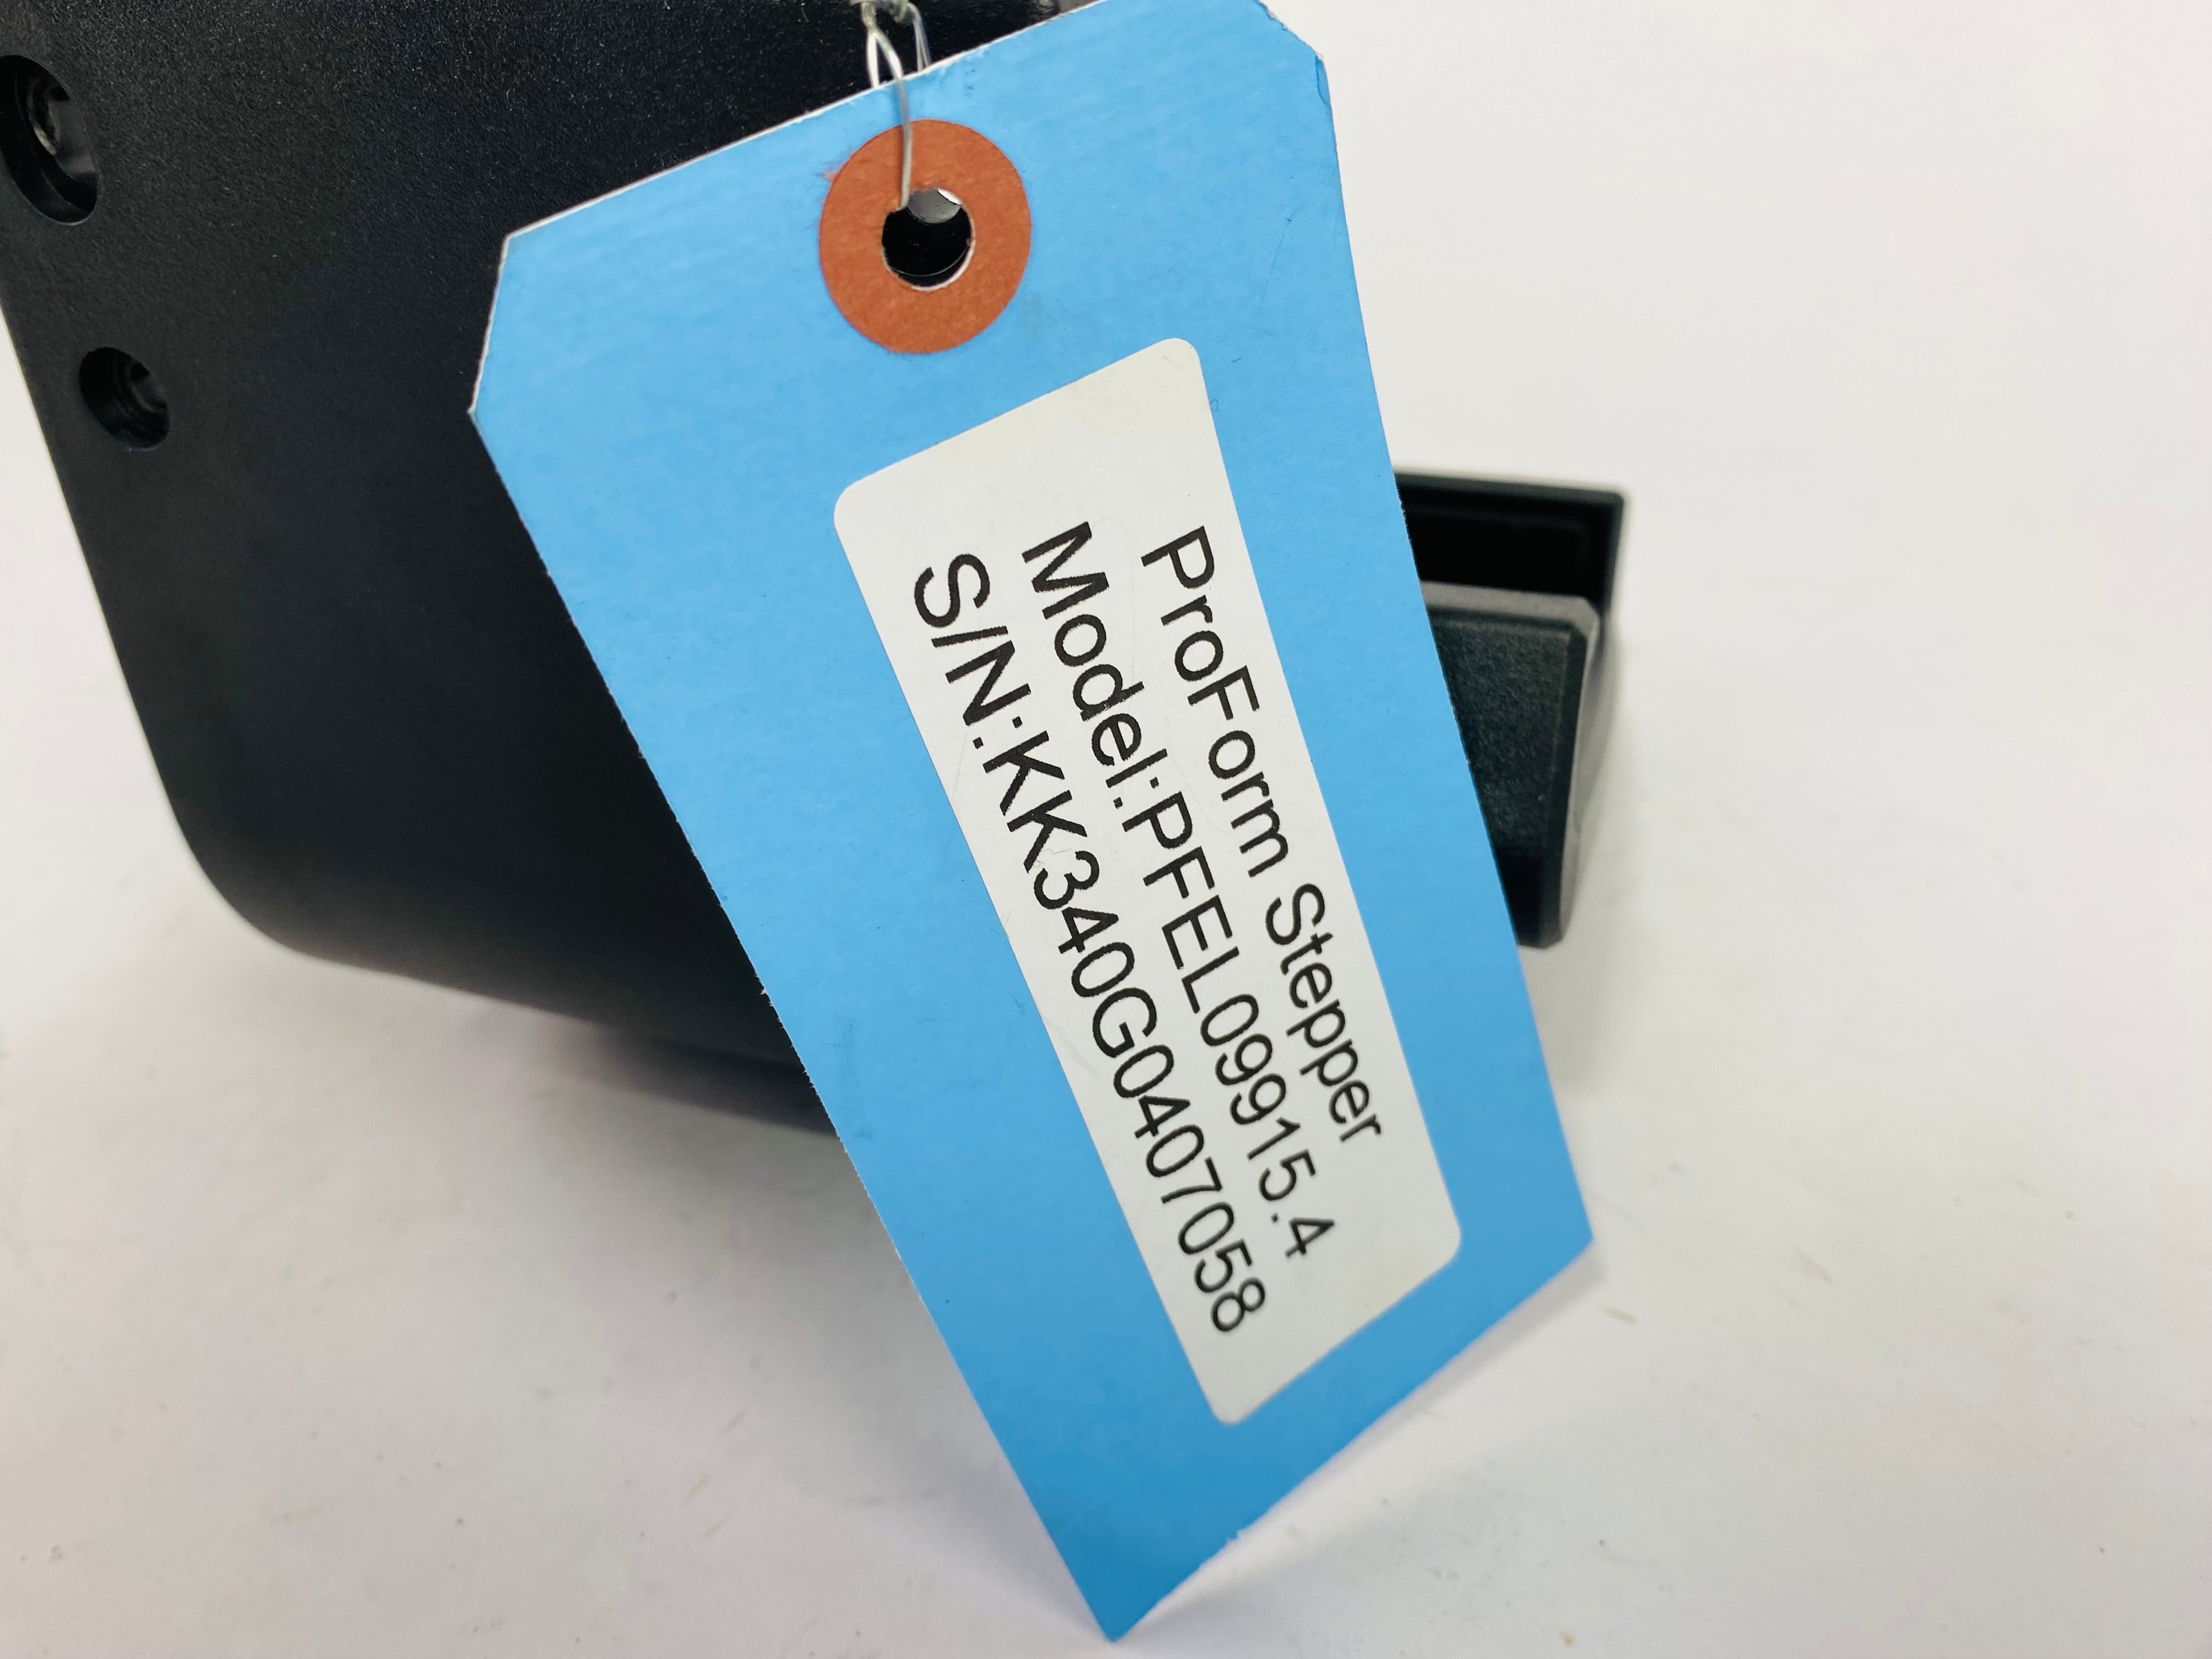 ProForm Stepper
Model:PFEL09915.4
S/N:KK340G0407058